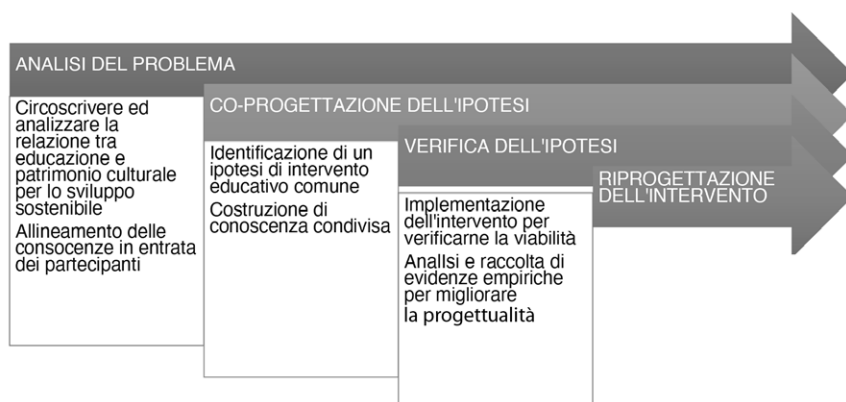 ANALISI DEL PROBLEMA
Circoscrivere ed
analizzare la
relazione tra
educazione e
patrimonio culturale
per lo sviluppo
sostenibile
Allineamento delle
consocenze in entrata
dei partecipanti
CO-PROGETTAZIONE DELL'IPOTESI
Identificazione di un
ipotesi di intervento
educativo comune
Costruzione di
conoscenza condivisa
VERIFICA DELL'IPOTESI
Implementazione
dell'intervento per
verificarne la viabilità
AnalIsi e raccolta di
evidenze empiriche
per migliorare
la progettualità
RIPROGETTAZIONE
DELL'INTERVENTO